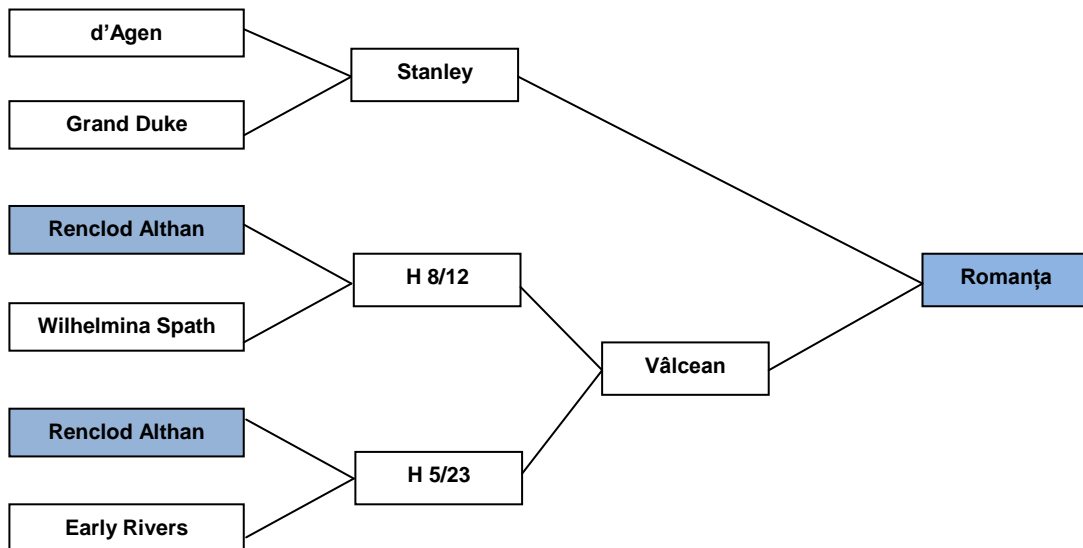 d’Agen
Stanley
Grand Duke
Renclod Althan
H 8/12
Romanța
Wilhelmina Spath
Vâlcean
Renclod Althan
H 5/23
Early Rivers